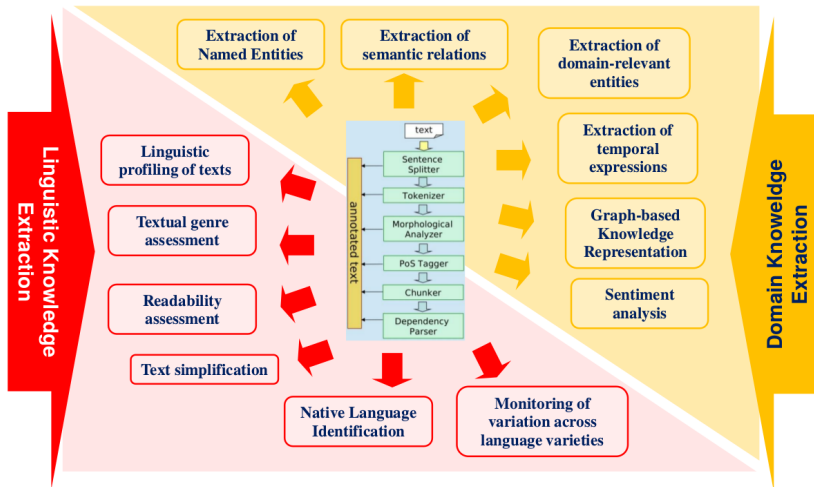 Extraction of
Named Entities
Extraction of
semantic relations
Extraction of
domain-relevant
entities
Extraction of
temporal
expressions
Graph-based
Knowledge
Representation
Sentiment
analysis
Domain Knoweldge
Extraction
Linguistic Knowledge
Extraction
Linguistic
profiling of texts
Textual genre
assessment
Readability
assessment
Text simplification
Native Language
Identification
Monitoring of
variation across
language varieties
text
Sentence
Splitter
Tokenizer
Morphological
Analyzer
PoS Tagger
Chunker
Dependency
Parser
annotated text